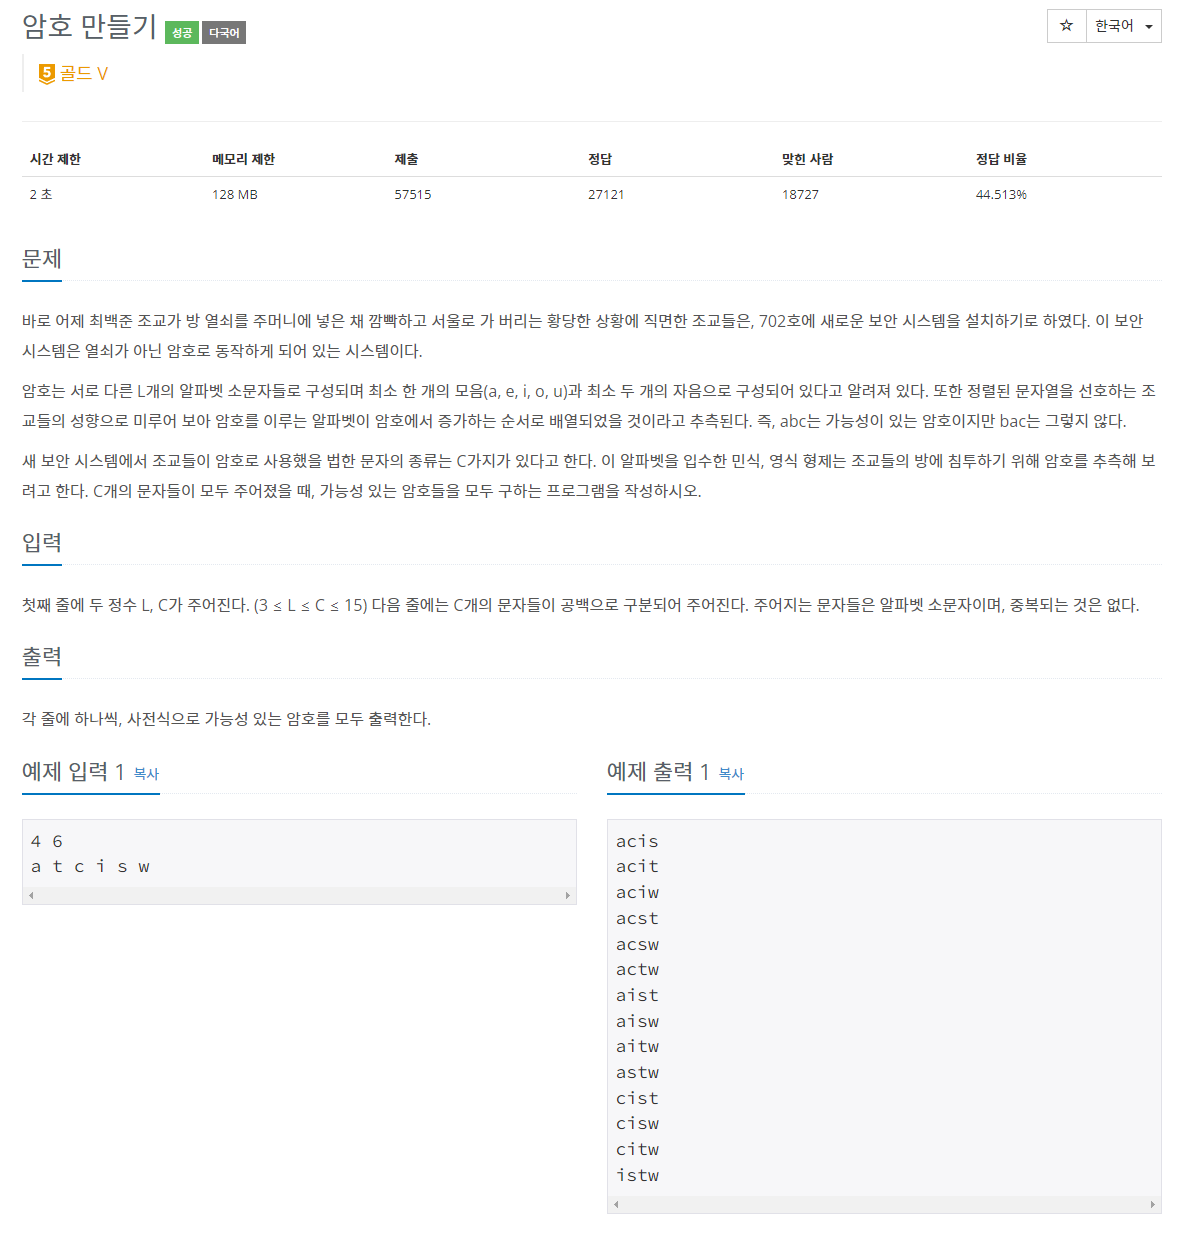 암호 만들기 성공 다국어
☆ 한국어
5 골드 V
시간 제한 메모리 제한 제출 정답 맞힌 사람 정답 비율
2 초 128 MB 57515 27121 18727 44.513%
문제
바로 어제 최백준 조교가 방 열쇠를 주머니에 넣은 채 깜빡하고 서울로 가 버리는 황당한 상황에 직면한 조교들은, 702호에 새로운 보안 시스템을 설치하기로 하였다. 이 보안
시스템은 열쇠가 아닌 암호로 동작하게 되어 있는 시스템이다.
암호는 서로 다른 L개의 알파벳 소문자들로 구성되며 최소 한 개의 모음(a, e, i, o, u)과 최소 두 개의 자음으로 구성되어 있다고 알려져 있다. 또한 정렬된 문자열을 선호하는 조
교들의 성향으로 미루어 보아 암호를 이루는 알파벳이 암호에서 증가하는 순서로 배열되었을 것이라고 추측된다. 즉, abc는 가능성이 있는 암호이지만 bac는 그렇지 않다.
새 보안 시스템에서 조교들이 암호로 사용했을 법한 문자의 종류는 C가지가 있다고 한다. 이 알파벳을 입수한 민식, 영식 형제는 조교들의 방에 침투하기 위해 암호를 추측해 보
려고 한다. C개의 문자들이 모두 주어졌을 때, 가능성 있는 암호들을 모두 구하는 프로그램을 작성하시오.
입력
첫째 줄에 두 정수 L, C가 주어진다. (3 ≤ L ≤ C ≤ 15) 다음 줄에는 C개의 문자들이 공백으로 구분되어 주어진다. 주어지는 문자들은 알파벳 소문자이며, 중복되는 것은 없다.
출력
각 줄에 하나씩, 사전식으로 가능성 있는 암호를 모두 출력한다.
예제 입력 1 복사
4 6
a t c i s w
예제 출력 1 복사
acis
acit
aciw
acst
acsw
actw
aist
aisw
aitw
astw
cist
cisw
citw
istw